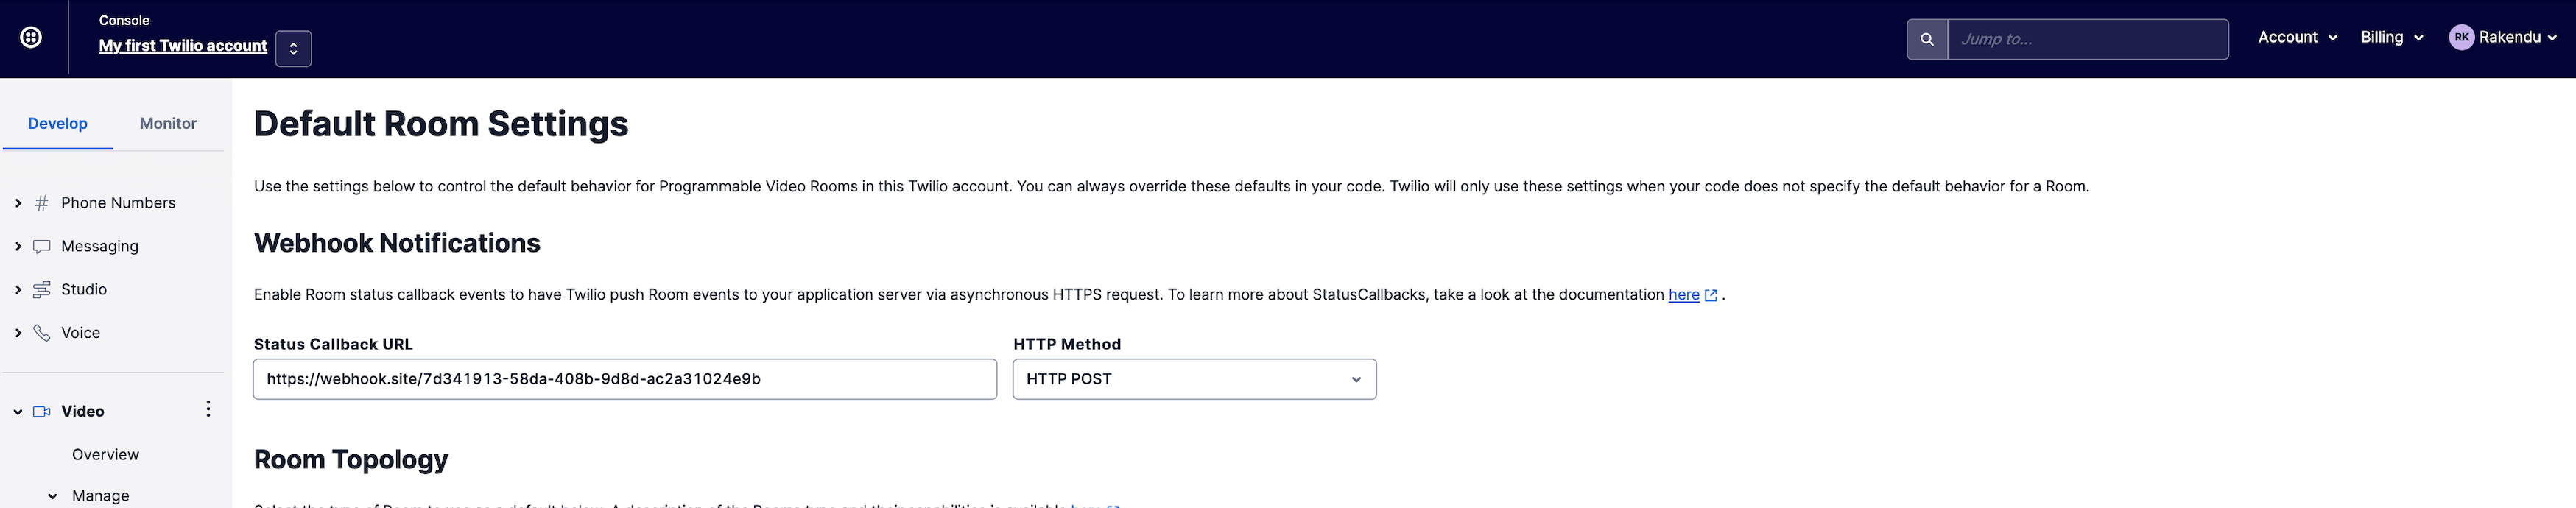 Console
My first Twilio account
Jump to...
Account
Billing
RK Rakendu
Develop
Monitor
Phone Numbers
Messaging
Studio
Voice
Video
Overview
Manage
Default Room Settings
Use the settings below to control the default behavior for Programmable Video Rooms in this Twilio account. You can always override these defaults in your code. Twilio will only use these settings when your code does not specify the default behavior for a Room.
Webhook Notifications
Enable Room status callback events to have Twilio push Room events to your application server via asynchronous HTTPS request. To learn more about StatusCallbacks, take a look at the documentation here .
Status Callback URL
HTTP Method
https://webhook.site/7d341913-58da-408b-9d8d-ac2a31024e9b
HTTP POST
Room Topology